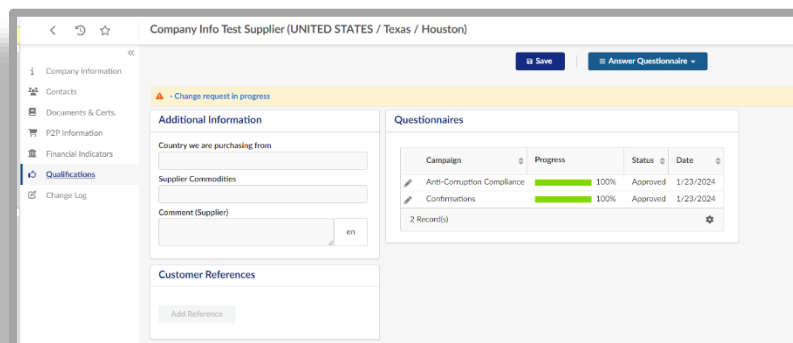 Company Info Test Supplier (UNITED STATES / Texas / Houston)
Save
Answer Questionnaire
Company Information
Contacts
Documents & Certs.
P2P Information
Financial Indicators
Qualifications
Change Log
- Change request in progress
Additional Information
Country we are purchasing from
Supplier Commodities
Comment (Supplier)
en
Customer References
Add Reference
Questionnaires
Campaign Progress Status Date
Anti-Corruption Compliance 100% Approved 1/23/2024
Confirmations 100% Approved 1/23/2024
2 Record(s)